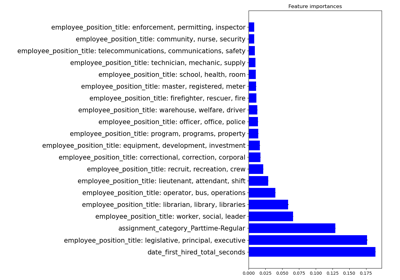 Feature importances
employee_position_title: enforcement, permitting, inspector
employee_position_title: community, nurse, security
employee_position_title: telecommunications, communications, safety
employee_position_title: technician, mechanic, supply
employee_position_title: school, health, room
employee_position_title: master, registered, meter
employee_position_title: firefighter, rescuer, fire
employee_position_title: warehouse, welfare, driver
employee_position_title: officer, office, police
employee_position_title: program, programs, property
employee_position_title: equipment, development, investment
employee_position_title: correctional, correction, corporal
employee_position_title: recruit, recreation, crew
employee_position_title: lieutenant, attendant, shift
employee_position_title: operator, bus, operations
employee_position_title: librarian, library, libraries
employee_position_title: worker, social, leader
assignment_category_Parttime-Regular
employee_position_title: legislative, principal, executive
date_first_hired_total_seconds
0.000 0.025 0.050 0.075 0.100 0.125 0.150 0.175